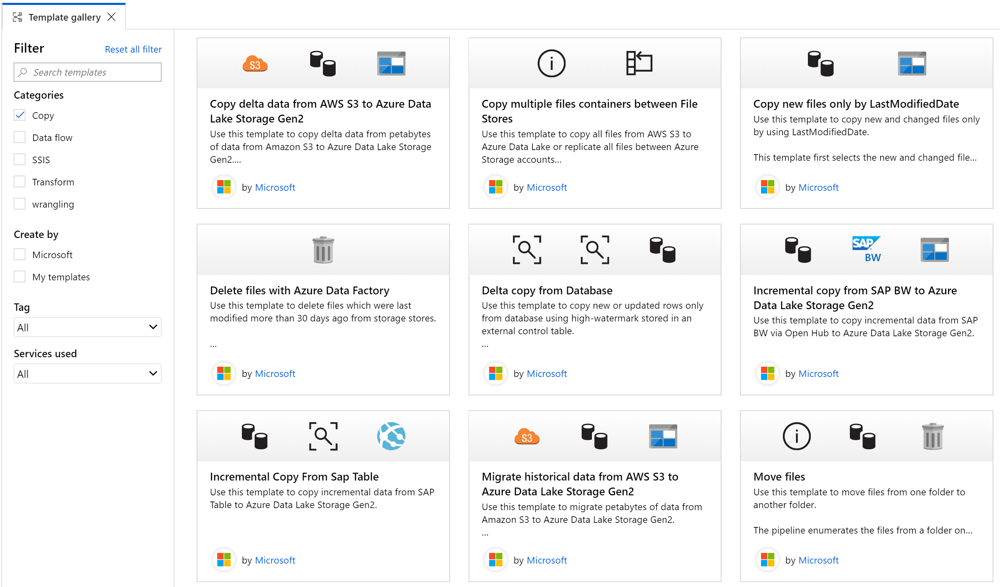 Template gallery
Filter
Reset all filter
Search templates
Categories
Copy
Data flow
SSIS
Transform
wrangling
Create by
Microsoft
My templates
Tag
All
Services used
All
S3
Copy delta data from AWS S3 to Azure Data
Lake Storage Gen2
Use this template to copy delta data from petabytes
of data from Amazon S3 to Azure Data Lake Storage
Gen2....
by Microsoft
Copy multiple files containers between File
Stores
Use this template to copy all files from AWS S3 to
Azure Data Lake or replicate all files between Azure
Storage accounts...
by Microsoft
Copy new files only by LastModifiedDate
Use this template to copy new and changed files only
by using LastModifiedDate.
This template first selects the new and changed file...
by Microsoft
Delete files with Azure Data Factory
Use this template to delete files which were last
modified more than 30 days ago from storage stores.
...
by Microsoft
Delta copy from Database
Use this template to copy new or updated rows only
from database using high-watermark stored in an
external control table.
...
by Microsoft
SAP
BW
Incremental copy from SAP BW to Azure
Data Lake Storage Gen2
Use this template to copy incremental data from SAP
BW via Open Hub to Azure Data Lake Storage Gen2.
by Microsoft
Incremental Copy From Sap Table
Use this template to copy incremental data from SAP
Table to Azure Data Lake Storage Gen2.
by Microsoft
S3
Migrate historical data from AWS S3 to
Azure Data Lake Storage Gen2
Use this template to migrate petabytes of data from
Amazon S3 to Azure Data Lake Storage Gen2.
...
by Microsoft
Move files
Use this template to move files from one folder to
another folder.
The pipeline enumerates the files from a folder on...
by Microsoft